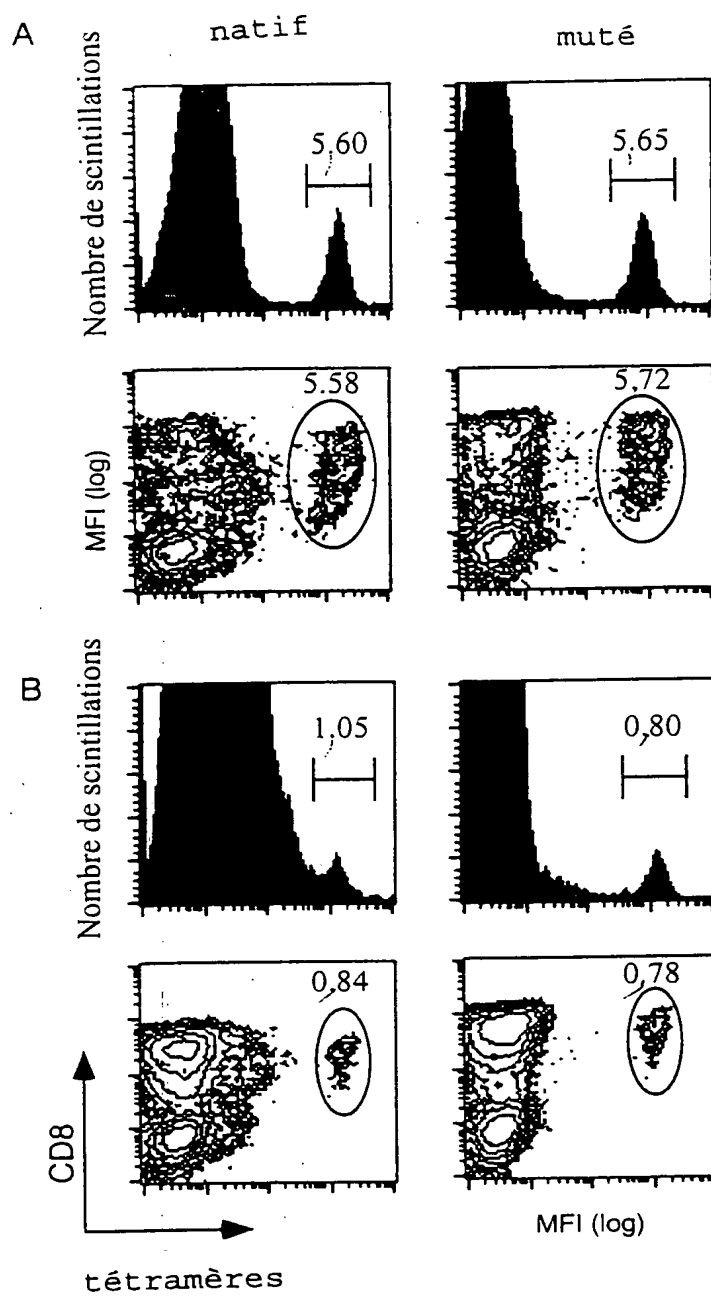 A
natif
muté
Nombre de scintillations
5,60
5,65
MFI (log)
5.58
5,72
B
Nombre de scintillations
1,05
0,80
CD8
0,84
0,78
MFI (log)
tétramères